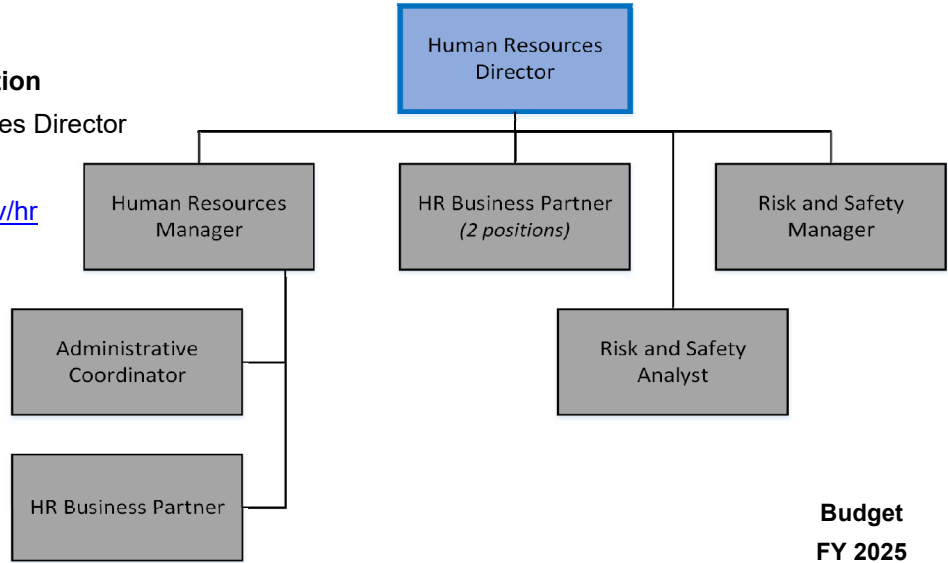 Human Resources
Director
tion
es Director
v/hr
Human Resources
Manager
HR Business Partner
(2 positions)
Risk and Safety
Manager
Administrative
Coordinator
Risk and Safety
Analyst
HR Business Partner
Budget
FY 2025